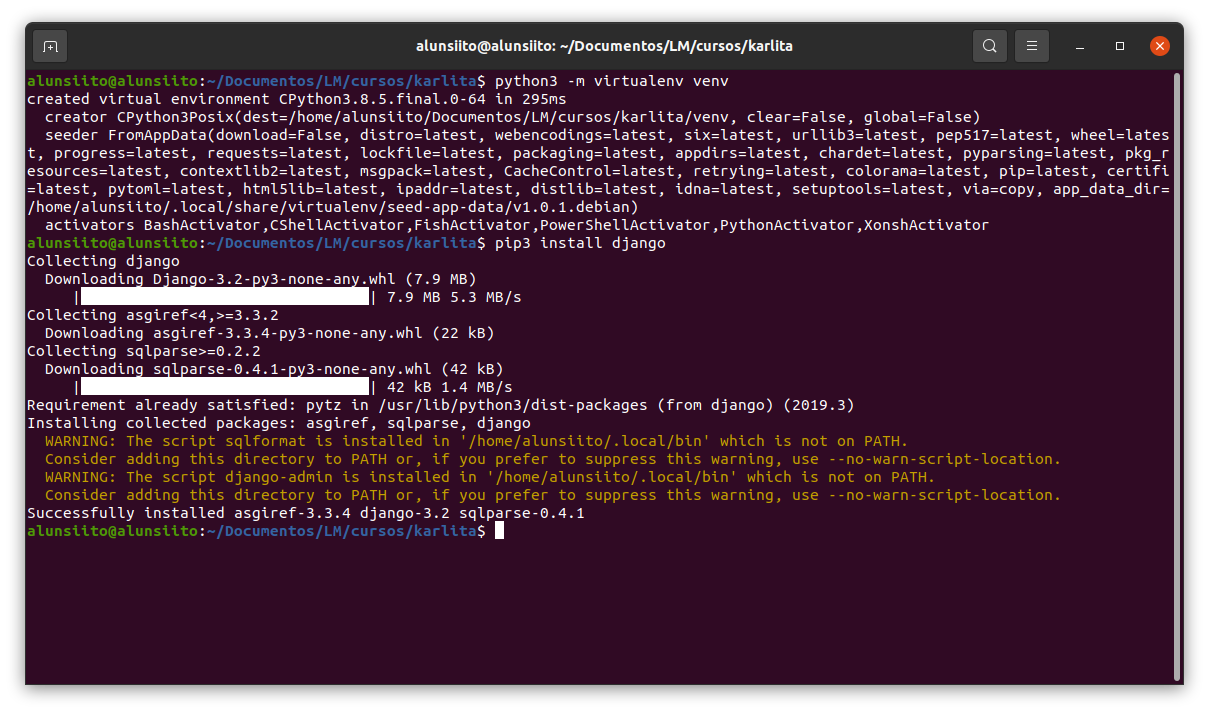 alunsiito@alunsiito: ~/Documentos/LM/cursos/karlita
alunsiito@alunsiito:~/Documentos/LM/cursos/karlita$ python3 -m virtualenv venv
created virtual environment CPython3.8.5.final.0-64 in 295ms
  creator CPython3Posix(dest=/home/alunsiito/Documentos/LM/cursos/karlita/venv, clear=False, global=False)
  seeder FromAppData(download=False, distro=latest, webencodings=latest, six=latest, urllib3=latest, pep517=latest, wheel=lates
t, progress=latest, requests=latest, lockfile=latest, packaging=latest, appdirs=latest, chardet=latest, pyparsing=latest, pkg_r
esources=latest, contextlib2=latest, msgpack=latest, CacheControl=latest, retrying=latest, colorama=latest, pip=latest, certifi
=latest, pytoml=latest, html5lib=latest, ipaddr=latest, distlib=latest, idna=latest, setuptools=latest, via=copy, app_data_dir=
/home/alunsiito/.local/share/virtualenv/seed-app-data/v1.0.1.debian)
  activators BashActivator,CShellActivator,FishActivator,PowerShellActivator,PythonActivator,XonshActivator
alunsiito@alunsiito:~/Documentos/LM/cursos/karlita$ pip3 install django
Collecting django
  Downloading Django-3.2-py3-none-any.whl (7.9 MB)
     |████████████████████████████████| 7.9 MB 5.3 MB/s
Collecting asgiref<4,>=3.3.2
  Downloading asgiref-3.3.4-py3-none-any.whl (22 kB)
Collecting sqlparse>=0.2.2
  Downloading sqlparse-0.4.1-py3-none-any.whl (42 kB)
     |████████████████████████████████| 42 kB 1.4 MB/s
Requirement already satisfied: pytz in /usr/lib/python3/dist-packages (from django) (2019.3)
Installing collected packages: asgiref, sqlparse, django
  WARNING: The script sqlformat is installed in '/home/alunsiito/.local/bin' which is not on PATH.
  Consider adding this directory to PATH or, if you prefer to suppress this warning, use --no-warn-script-location.
  WARNING: The script django-admin is installed in '/home/alunsiito/.local/bin' which is not on PATH.
  Consider adding this directory to PATH or, if you prefer to suppress this warning, use --no-warn-script-location.
Successfully installed asgiref-3.3.4 django-3.2 sqlparse-0.4.1
alunsiito@alunsiito:~/Documentos/LM/cursos/karlita$